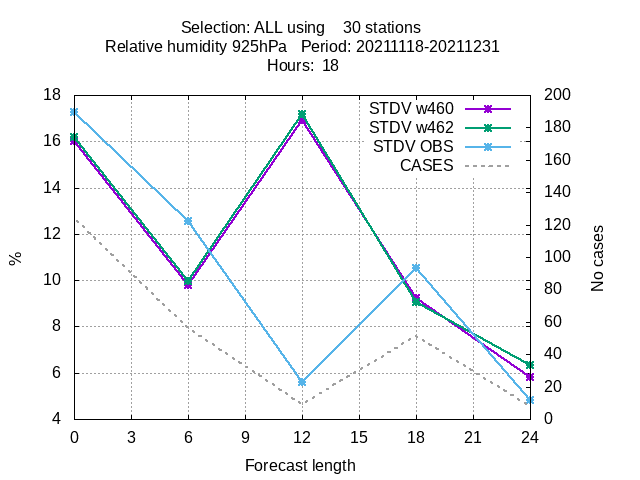 Selection: ALL using    30 stations
Relative humidity 925hPa   Period: 20211118-20211231
Hours:  18
STDV w460
STDV w462
STDV OBS
CASES
18
16
14
12
10
8
6
4
%
200
180
160
140
120
100
80
60
40
20
0
No cases
0 3 6 9 12 15 18 21 24
Forecast length